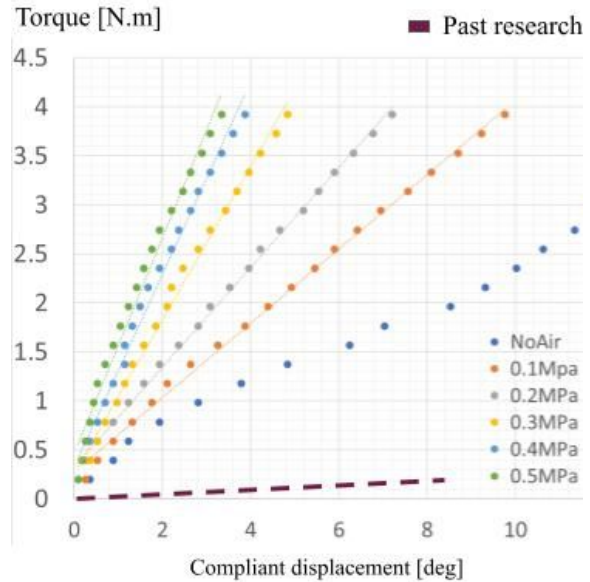 Torque [N.m]
Past research
4.5
4
3.5
3
2.5
2
1.5
1
0.5
0
NoAir
0.1Mpa
0.2MPa
0.3MPa
0.4MPa
0.5MPa
0 2 4 6 8 10
Compliant displacement [deg]